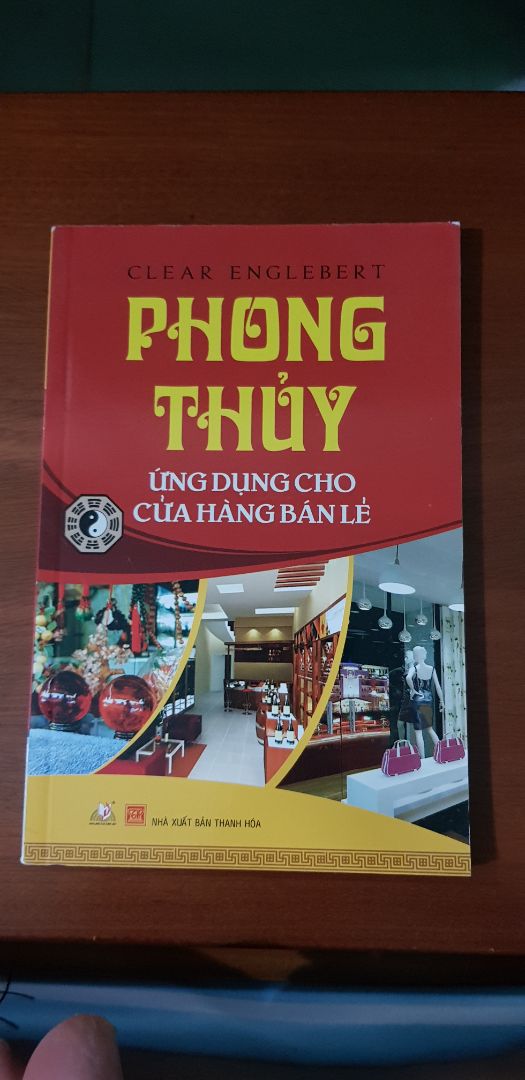 CLEAR ENGLEBERT
PHONG
THỦY
ỨNG DỤNG CHO
CỬA HÀNG BÁN LẺ
NHÀ XUẤT BẢN THANH HÓA